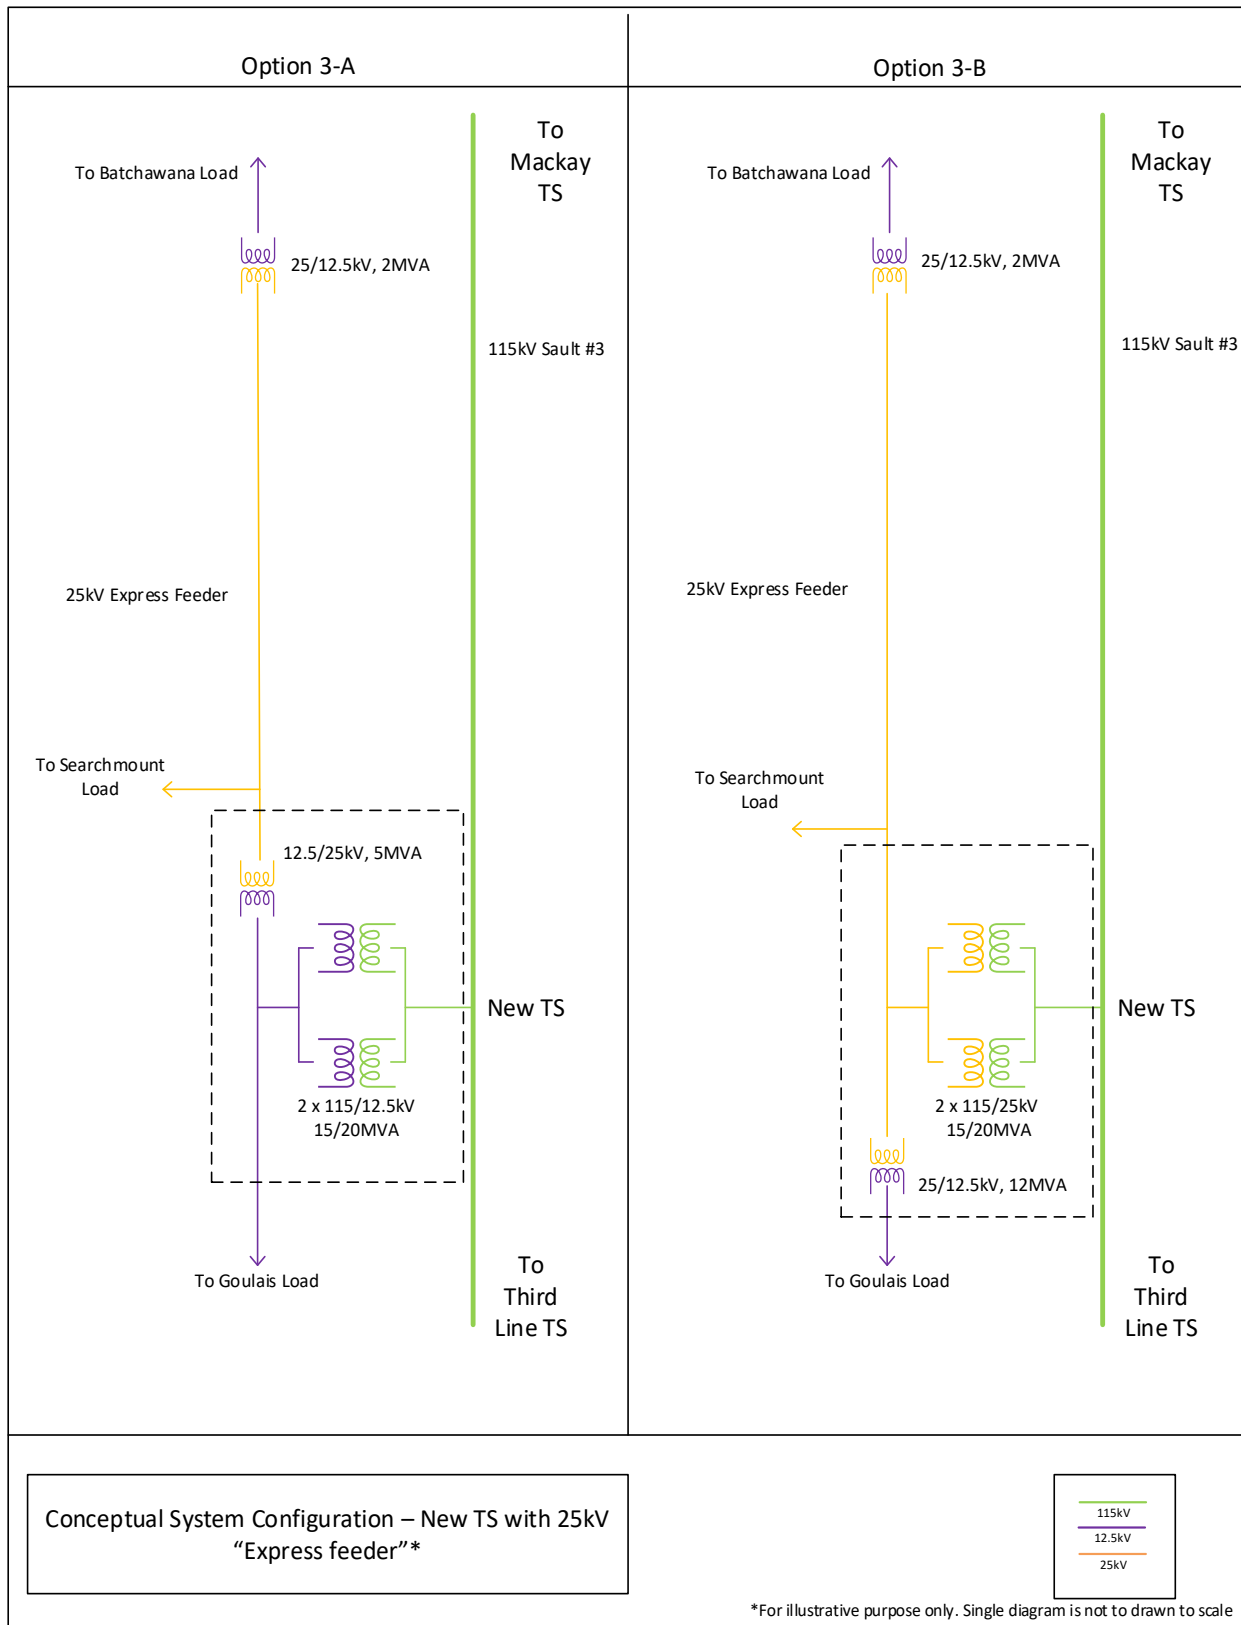 Option 3-A
To Batchawana Load
To
Mackay
TS
25/12.5kV, 2MVA
115kV Sault #3
25kV Express Feeder
To Searchmount
Load
12.5/25kV, 5MVA
New TS
2 x 115/12.5kV
15/20MVA
To Goulais Load
To
Third
Line TS
Option 3-B
To Batchawana Load
To
Mackay
TS
25/12.5kV, 2MVA
115kV Sault #3
25kV Express Feeder
To Searchmount
Load
New TS
2 x 115/25kV
15/20MVA
25/12.5kV, 12MVA
To Goulais Load
To
Third
Line TS
Conceptual System Configuration – New TS with 25kV
“Express feeder”*
115kV
12.5kV
25kV
*For illustrative purpose only. Single diagram is not to drawn to scale